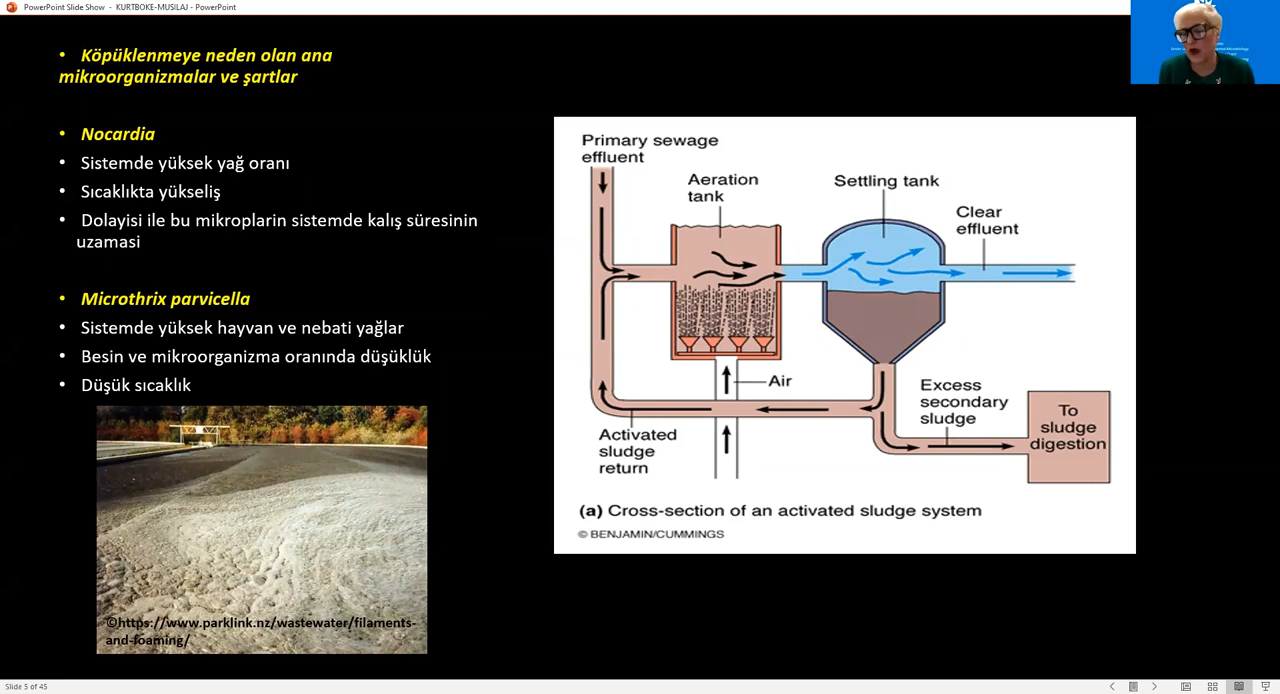 PowerPoint Slide Show - KURTBOKE-MUSILAJ - PowerPoint
• Köpüklenmeye neden olan ana
mikroorganizmalar ve şartlar
• Nocardia
• Sistemde yüksek yağ oranı
• Sıcaklıkta yükseliş
• Dolayisi ile bu mikroplarin sistemde kalış süresinin
uzamasi
• Microthrix parvicella
• Sistemde yüksek hayvan ve nebati yağlar
• Besin ve mikroorganizma oranında düşüklük
• Düşük sıcaklık
©https://www.parklink.nz/wastewater/filaments-
and-foaming/
Primary sewage
effluent
Aeration
tank
Settling tank
Clear
effluent
Air
Activated
sludge
return
Excess
secondary
sludge
To
sludge
digestion
(a) Cross-section of an activated sludge system
© BENJAMIN/CUMMINGS
Slide 5 of 45